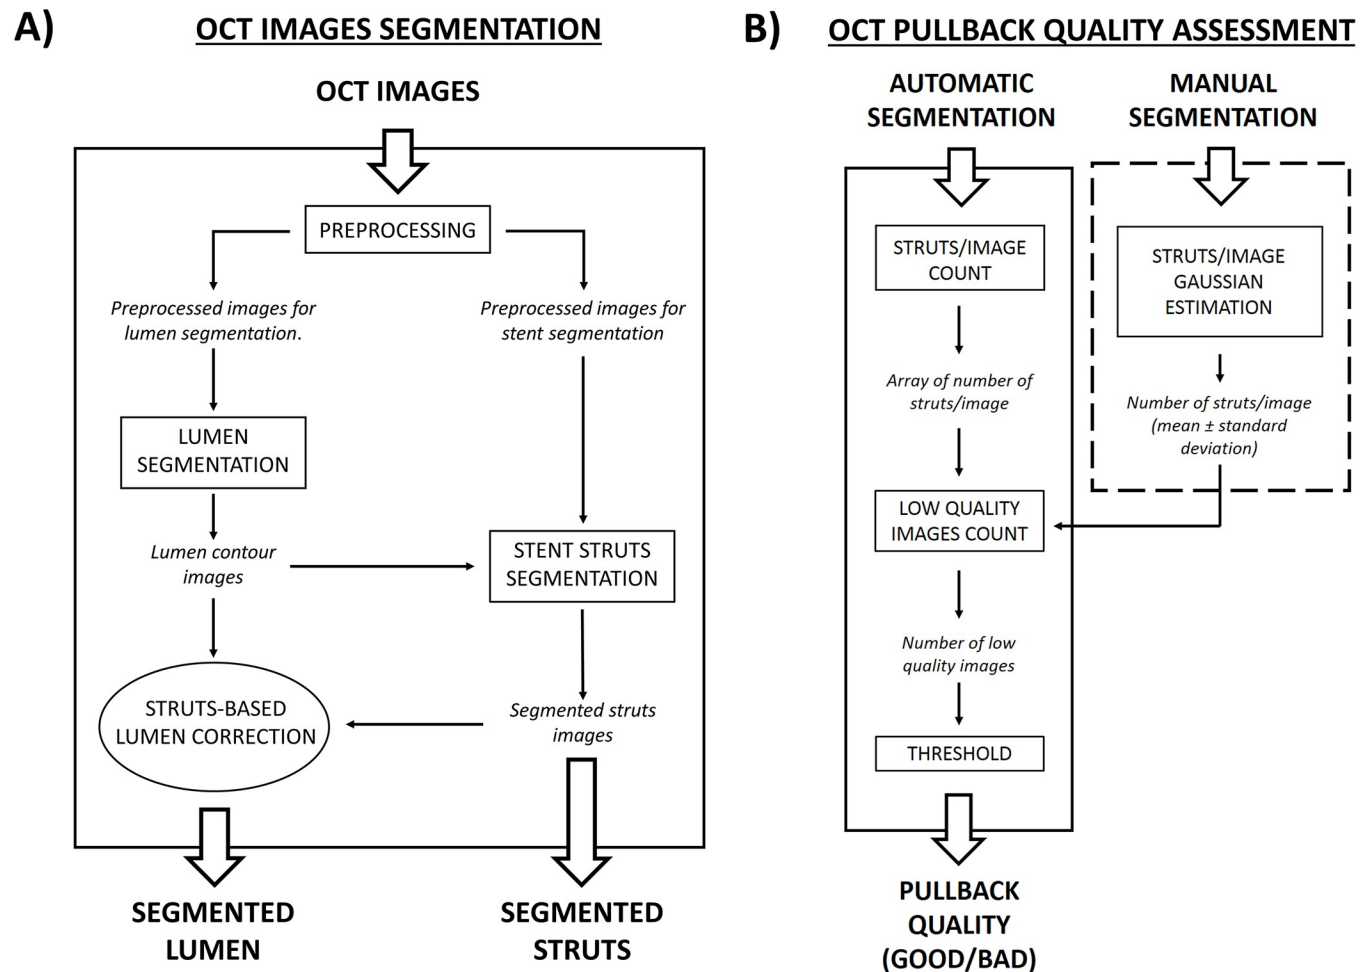 A)
OCT IMAGES SEGMENTATION
OCT IMAGES
PREPROCESSING
Preprocessed images for
lumen segmentation.
Preprocessed images for
stent segmentation
LUMEN
SEGMENTATION
Lumen contour
images
STENT STRUTS
SEGMENTATION
STRUTS-BASED
LUMEN CORRECTION
Segmented struts
images
SEGMENTED
LUMEN
SEGMENTED
STRUTS
B)
OCT PULLBACK QUALITY ASSESSMENT
AUTOMATIC
SEGMENTATION
MANUAL
SEGMENTATION
STRUTS/IMAGE
COUNT
STRUTS/IMAGE
GAUSSIAN
ESTIMATION
Array of number of
struts/image
Number of struts/image
(mean ± standard
deviation)
LOW QUALITY
IMAGES COUNT
Number of low
quality images
THRESHOLD
PULLBACK
QUALITY
(GOOD/BAD)